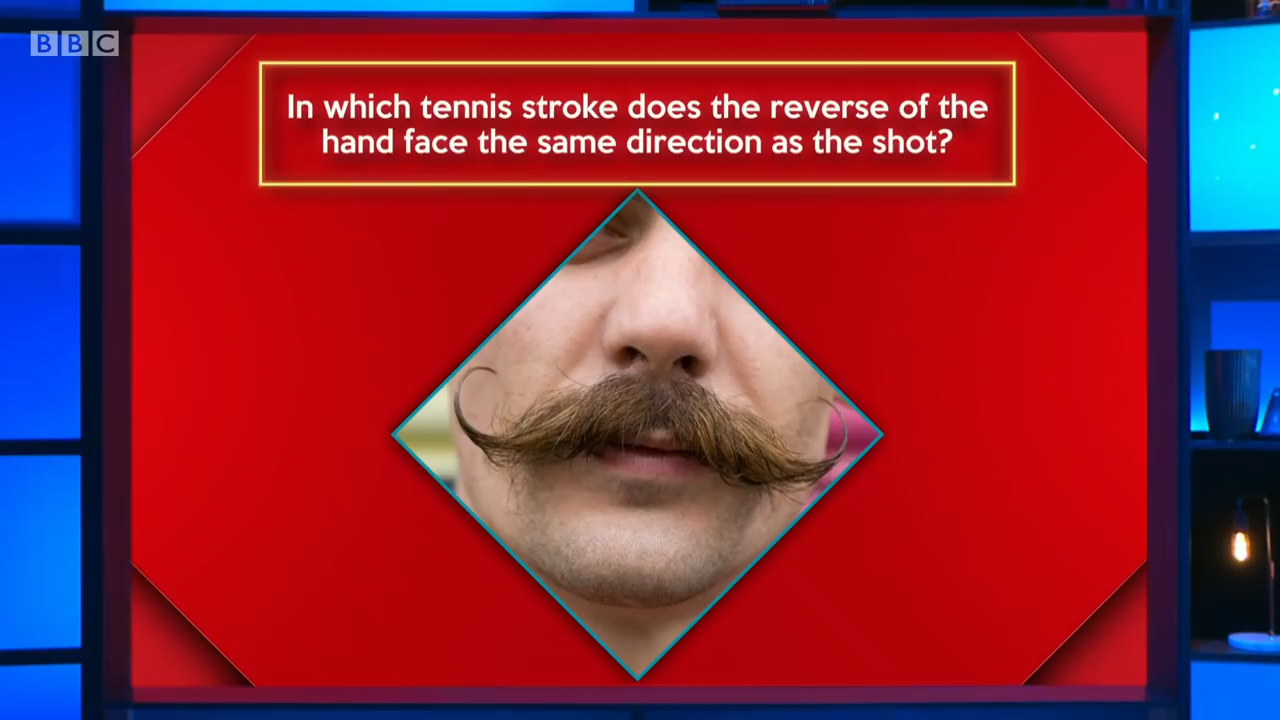 BBC
In which tennis stroke does the reverse of the
hand face the same direction as the shot?